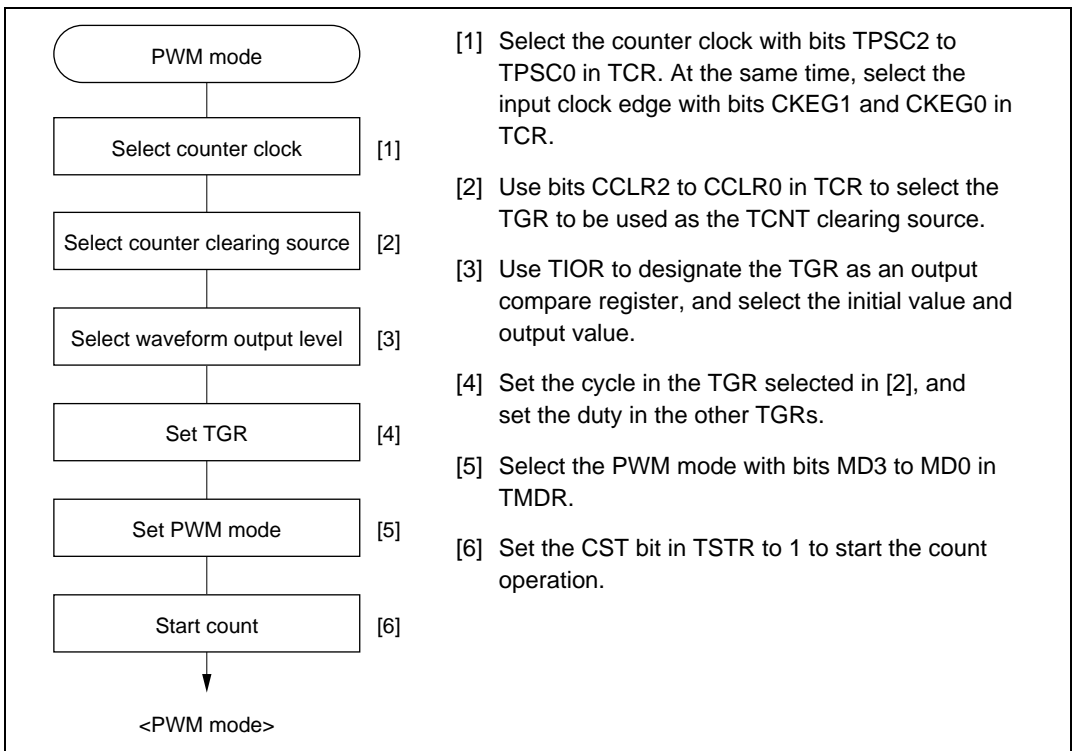 PWM mode
Select counter clock [1]
Select counter clearing source [2]
Select waveform output level [3]
Set TGR [4]
Set PWM mode [5]
Start count [6]
<PWM mode>
[1] Select the counter clock with bits TPSC2 to
TPSC0 in TCR. At the same time, select the
input clock edge with bits CKEG1 and CKEG0 in
TCR.
[2] Use bits CCLR2 to CCLR0 in TCR to select the
TGR to be used as the TCNT clearing source.
[3] Use TIOR to designate the TGR as an output
compare register, and select the initial value and
output value.
[4] Set the cycle in the TGR selected in [2], and
set the duty in the other TGRs.
[5] Select the PWM mode with bits MD3 to MD0 in
TMDR.
[6] Set the CST bit in TSTR to 1 to start the count
operation.